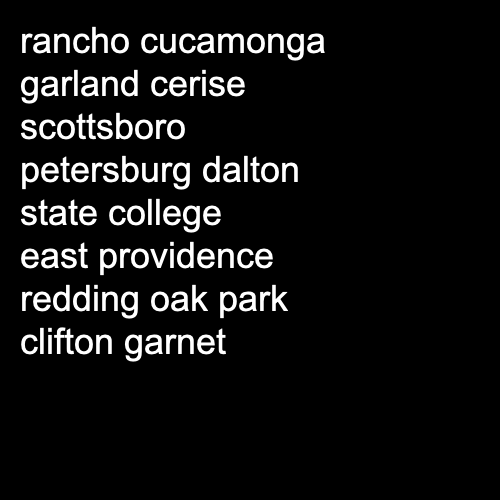 rancho cucamonga
garland cerise
scottsboro
petersburg dalton
state college
east providence
redding oak park
clifton garnet